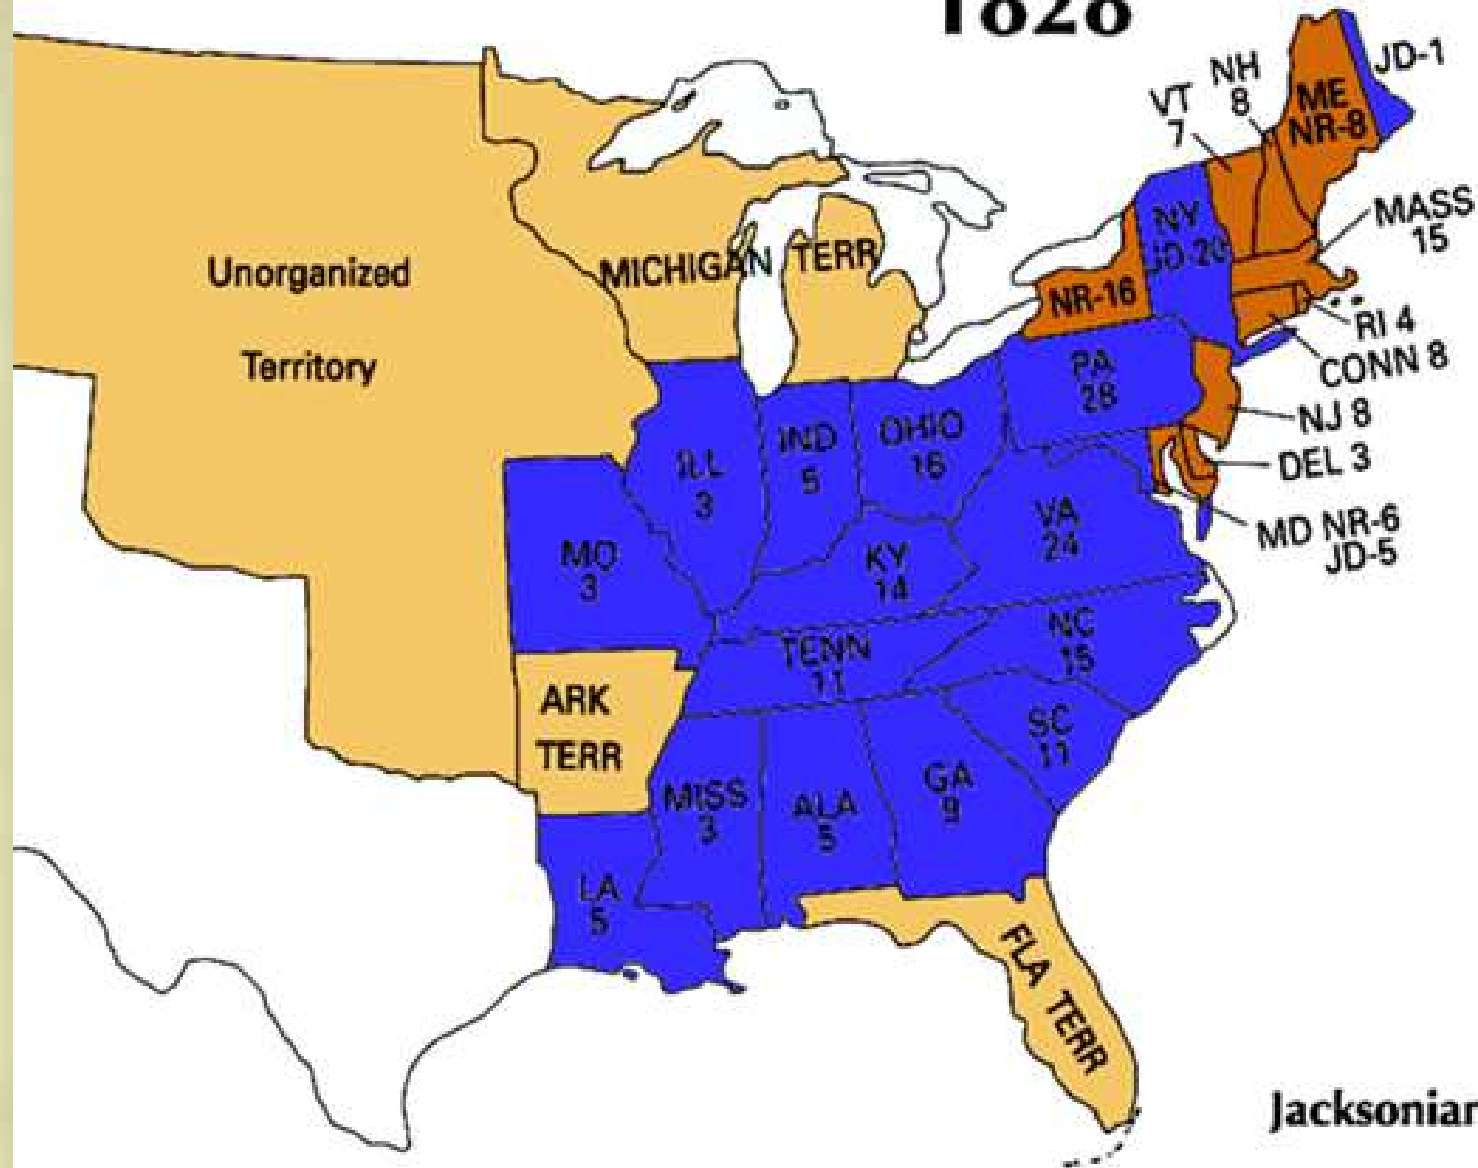 1828
JD-1
NH
8
VT
7
ME
NR-8
MASS
15
NY
JD-20
Unorganized
MICHIGAN TERR
NR-16
RI 4
CONN 8
Territory
PA
28
NJ 8
DEL 3
ILL
3
IND
5
OHIO
16
MD NR-6
JD-5
VA
24
MO
3
KY
14
NC
15
TENN
11
ARK
TERR
SC
11
MISS
3
ALA
5
GA
9
LA
5
FLA TERR
Jacksonian